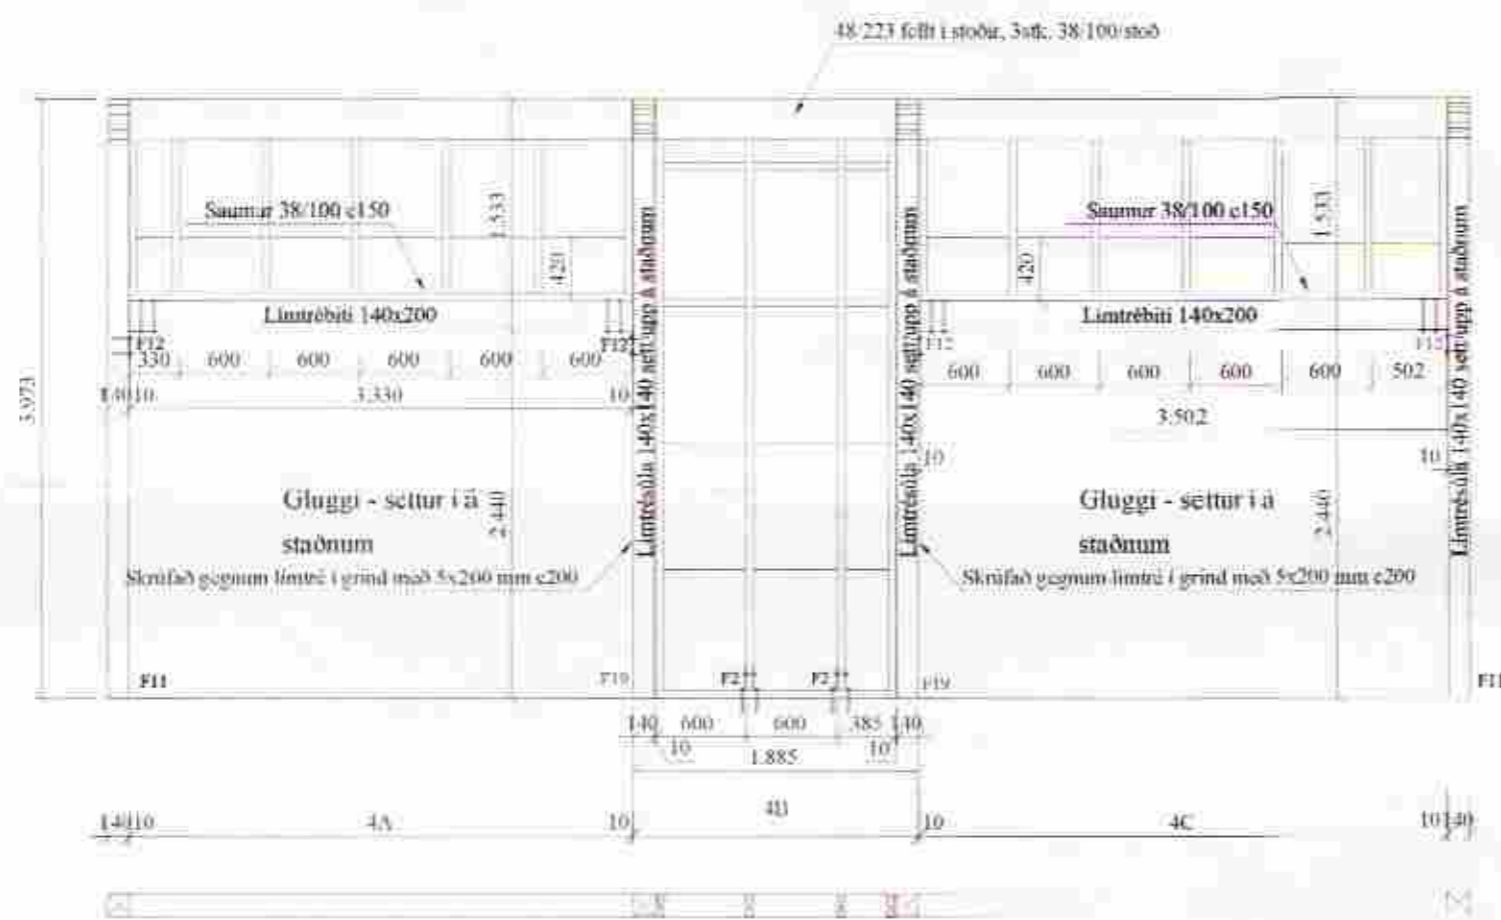 48/223 fellt í stoðir, 3stk. 38/100/stoð
Saumur 38/100 c150
1.533
420
Límtrébiti 140x200
F12
F12
330 600 600 600 600 600
140 10 3.330 10
3.973
Gluggi - settur í á
staðnum
2.440
Skrúfað gegnum límtré í grind með 5x200 mm c200
Límtrésúla 140x140 sett upp á staðnum
Límtrésúla 140x140 sett upp á staðnum
Saumur 38/100 c150
1.533
420
Límtrébiti 140x200
F12
F12
600 600 600 600 600 502
3.502
10 10
Gluggi - settur í á
staðnum
2.440
Skrúfað gegnum límtré í grind með 5x200 mm c200
Límtrésúla 140x140 sett upp á staðnum
F11 F19 F2 F2 F19 F11
140 600 600 385 140
10 1.885 10
4B
140 10 4A 10 10 4C 10 140